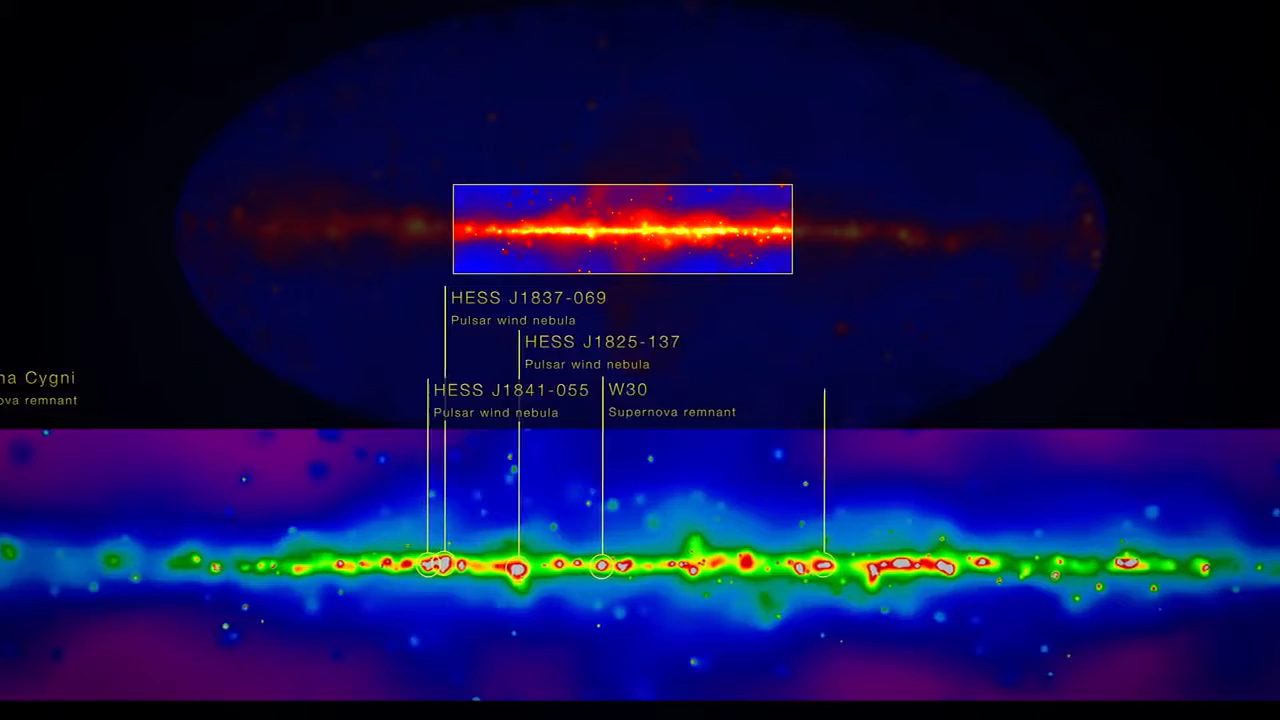 HESS J1837-069
Pulsar wind nebula
HESS J1825-137
Pulsar wind nebula
na Cygni
ova remnant
HESS J1841-055
Pulsar wind nebula
W30
Supernova remnant